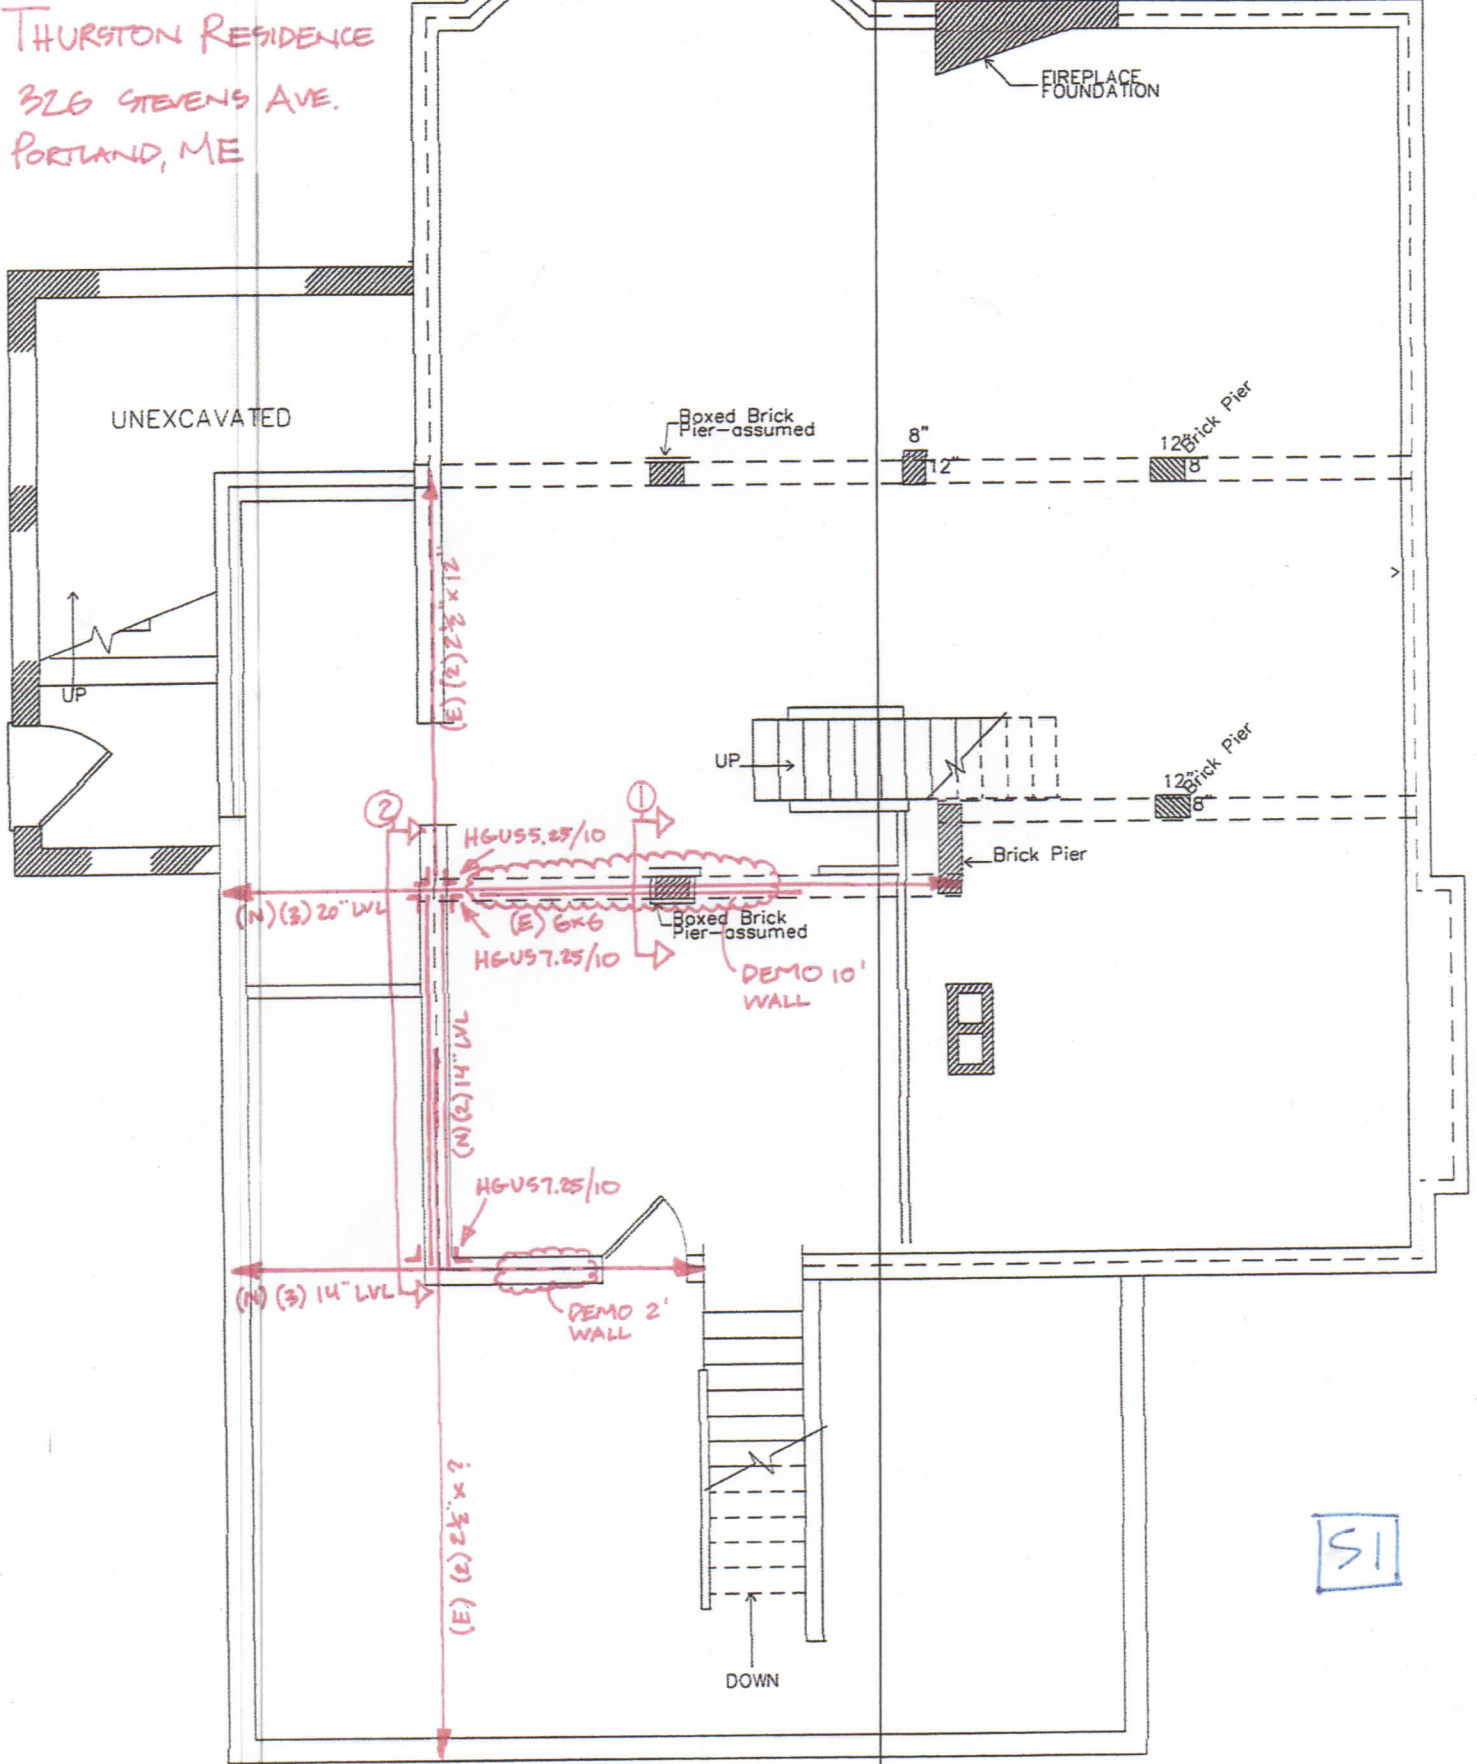 THURSTON RESIDENCE
326 STEVENS AVE.
PORTLAND, ME
FIREPLACE
FOUNDATION
UNEXCAVATED
Boxed Brick
Pier-assumed
8"
12"
12"
8"
Brick Pier
(E) (2) 2½" x 12"
UP
UP
12"
8"
Brick Pier
Brick Pier
2
1
HGUS5.25/10
(N) (3) 20" LVL
(E) 6x6
Boxed Brick
Pier-assumed
HGUS7.25/10
DEMO 10'
WALL
(N) (2) 14" LVL
HGUS7.25/10
(N) (3) 14" LVL
DEMO 2'
WALL
(E) (2) 2½" x ?
S1
DOWN